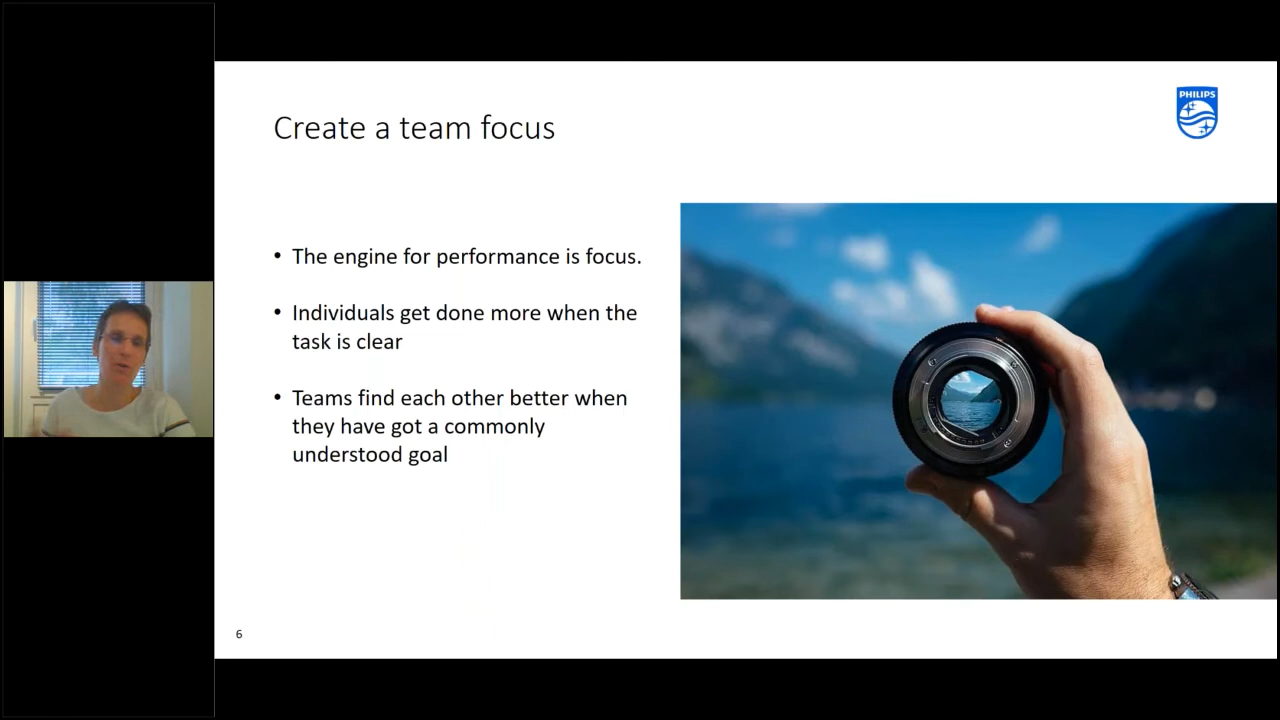 PHILIPS
Create a team focus
• The engine for performance is focus.
• Individuals get done more when the
task is clear
• Teams find each other better when
they have got a commonly
understood goal
6